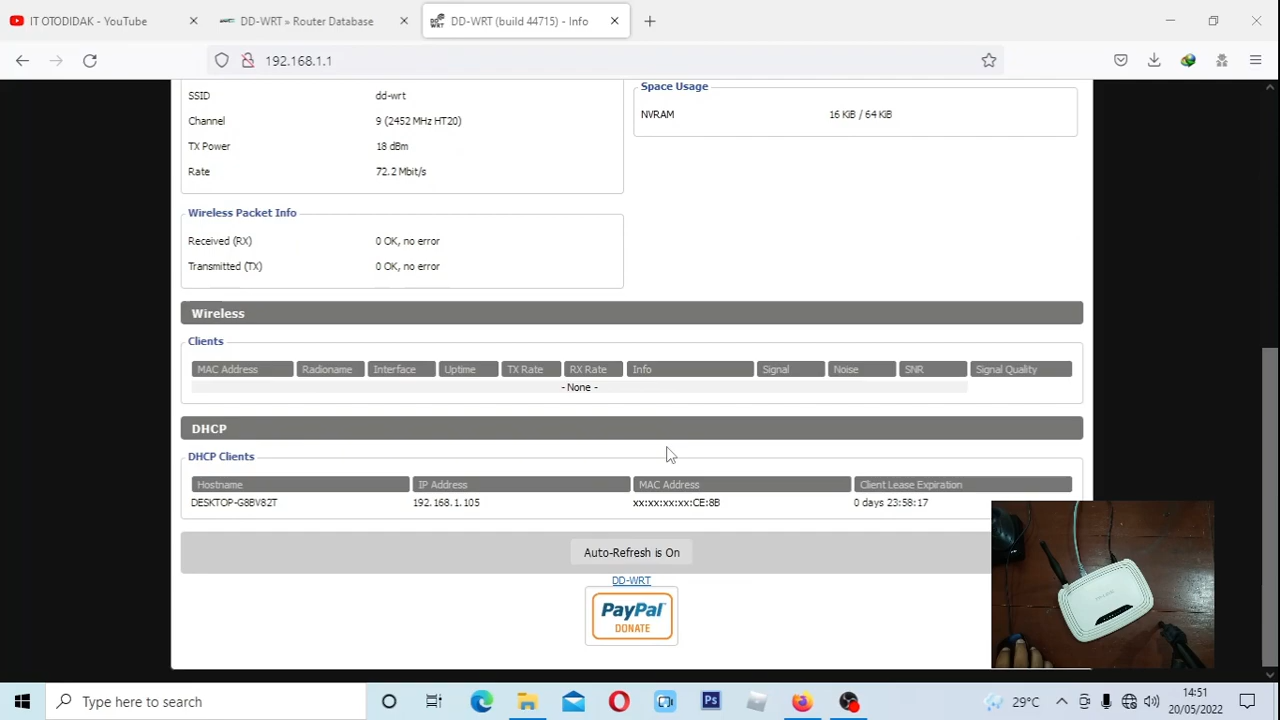 IT OTODIDAK - YouTube
DD-WRT » Router Database
DD-WRT (build 44715) - Info
192.168.1.1
SSID dd-wrt
Channel 9 (2452 MHz HT20)
TX Power 18 dBm
Rate 72.2 Mbit/s
Space Usage
NVRAM 16 KiB / 64 KiB
Wireless Packet Info
Received (RX) 0 OK, no error
Transmitted (TX) 0 OK, no error
Wireless
Clients
MAC Address Radioname Interface Uptime TX Rate RX Rate Info Signal Noise SNR Signal Quality
- None -
DHCP
DHCP Clients
Hostname IP Address MAC Address Client Lease Expiration
DESKTOP-G8BV82T 192.168.1.105 xx:xx:xx:xx:CE:8B 0 days 23:58:17
Auto-Refresh is On
DD-WRT
PayPal
DONATE
Type here to search
Ps
29°C
14:51
20/05/2022